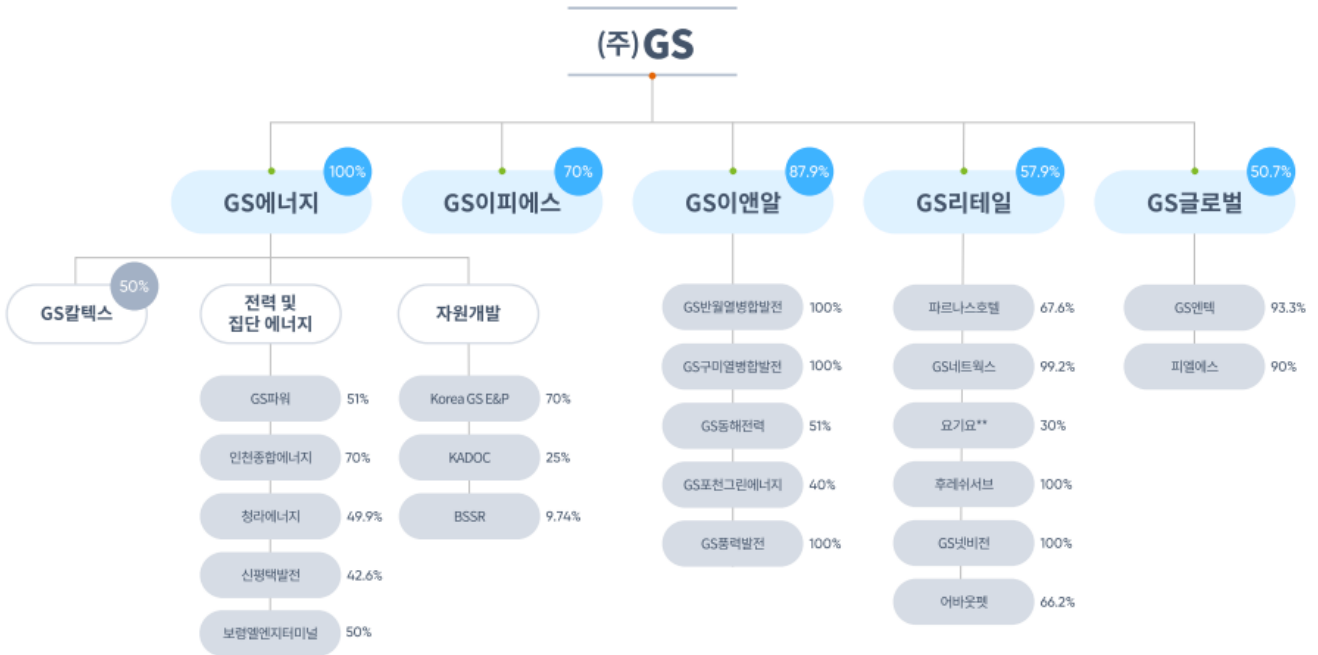 (주)GS
100%
GS에너지
70%
GS이피에스
87.9%
GS이앤알
57.9%
GS리테일
50.7%
GS글로벌
50%
GS칼텍스
전력 및
집단 에너지
자원개발
GS파워 51%
인천종합에너지 70%
청라에너지 49.9%
신평택발전 42.6%
보령엘엔지터미널 50%
Korea GS E&P 70%
KADOC 25%
BSSR 9.74%
GS반월열병합발전 100%
GS구미열병합발전 100%
GS동해전력 51%
GS포천그린에너지 40%
GS풍력발전 100%
파르나스호텔 67.6%
GS네트웍스 99.2%
요기요** 30%
후레쉬서브 100%
GS넷비전 100%
어바웃펫 66.2%
GS엔텍 93.3%
피엘에스 90%